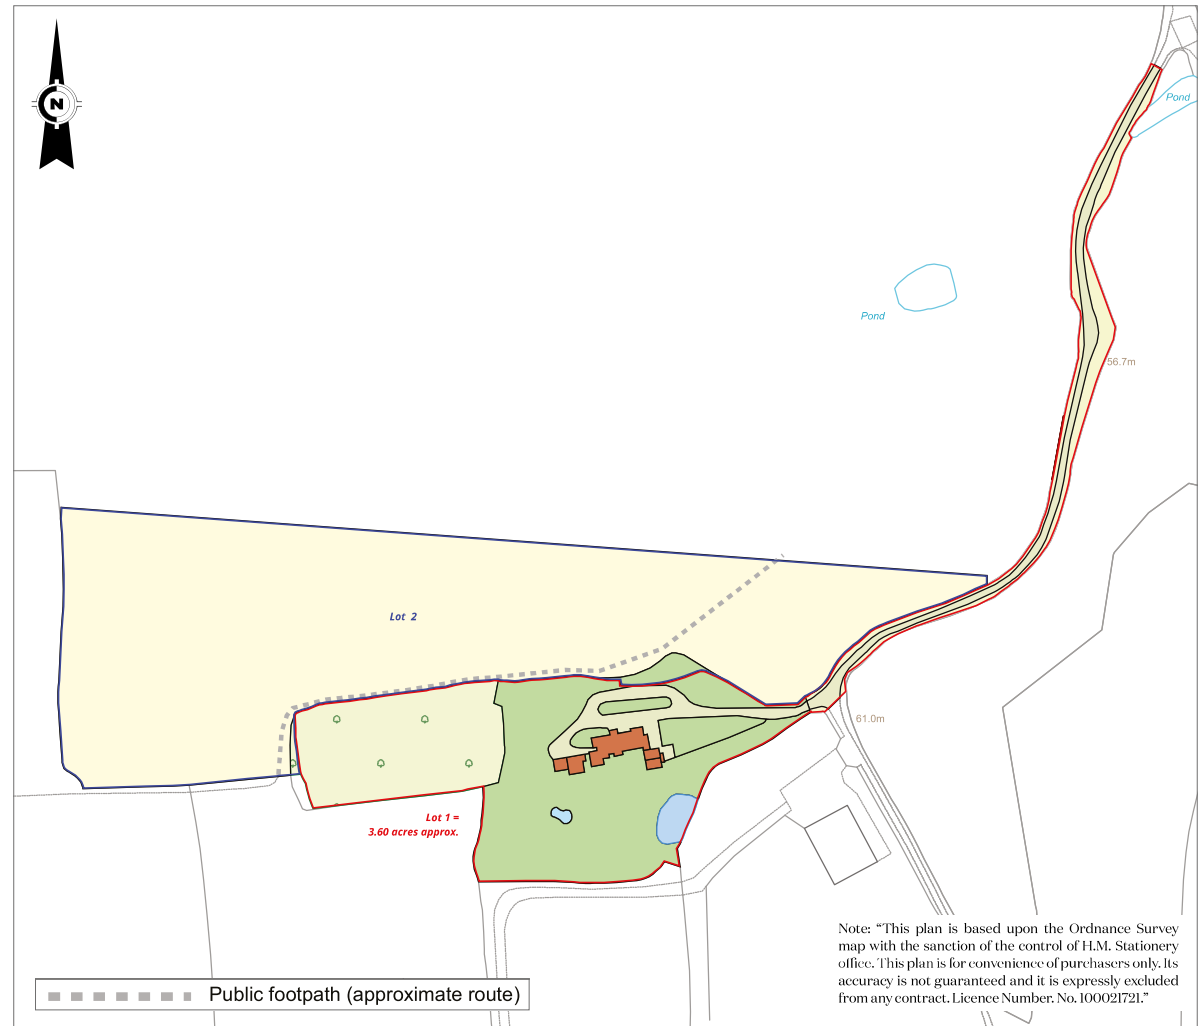 N
Pond
Pond
56.7m
Lot 2
61.0m
Lot 1 =
3.60 acres approx.
Note: “This plan is based upon the Ordnance Survey
map with the sanction of the control of H.M. Stationery
office. This plan is for convenience of purchasers only. Its
accuracy is not guaranteed and it is expressly excluded
from any contract. Licence Number. No. 100021721.”
Public footpath (approximate route)